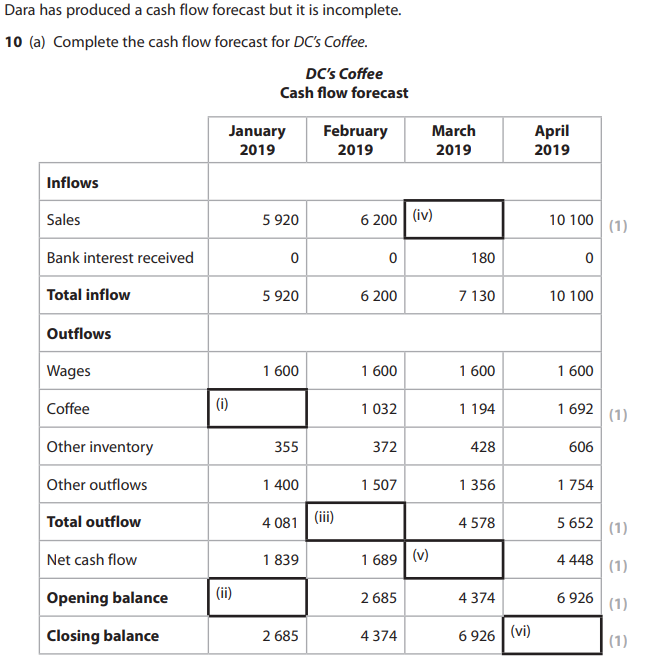 Dara has produced a cash flow forecast but it is incomplete.
10 (a) Complete the cash flow forecast for DC's Coffee.
DC's Coffee
Cash flow forecast
January 2019 February 2019 March 2019 April 2019
Inflows
Sales 5 920 6 200 (iv) 10 100 (1)
Bank interest received 0 0 180 0
Total inflow 5 920 6 200 7 130 10 100
Outflows
Wages 1 600 1 600 1 600 1 600
Coffee (i) 1 032 1 194 1 692 (1)
Other inventory 355 372 428 606
Other outflows 1 400 1 507 1 356 1 754
Total outflow 4 081 (iii) 4 578 5 652 (1)
Net cash flow 1 839 1 689 (v) 4 448 (1)
Opening balance (ii) 2 685 4 374 6 926 (1)
Closing balance 2 685 4 374 6 926 (vi) (1)